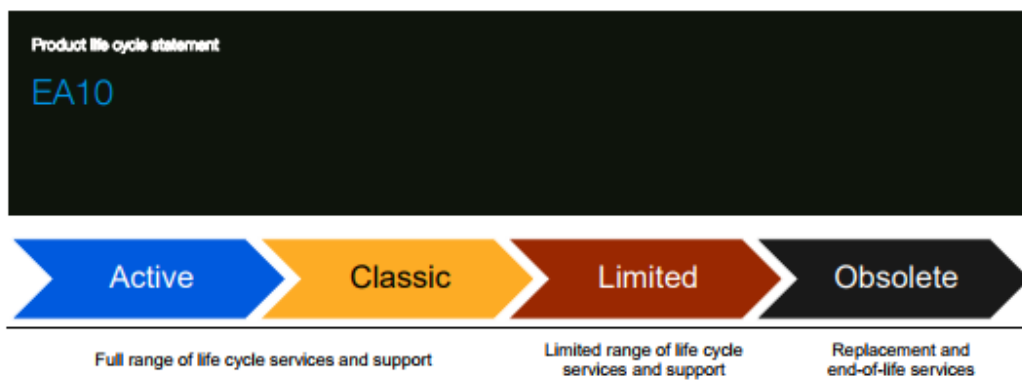 Product life cycle statement
EA10
Active
Classic
Limited
Obsolete
Full range of life cycle services and support
Limited range of life cycle
services and support
Replacement and
end-of-life services